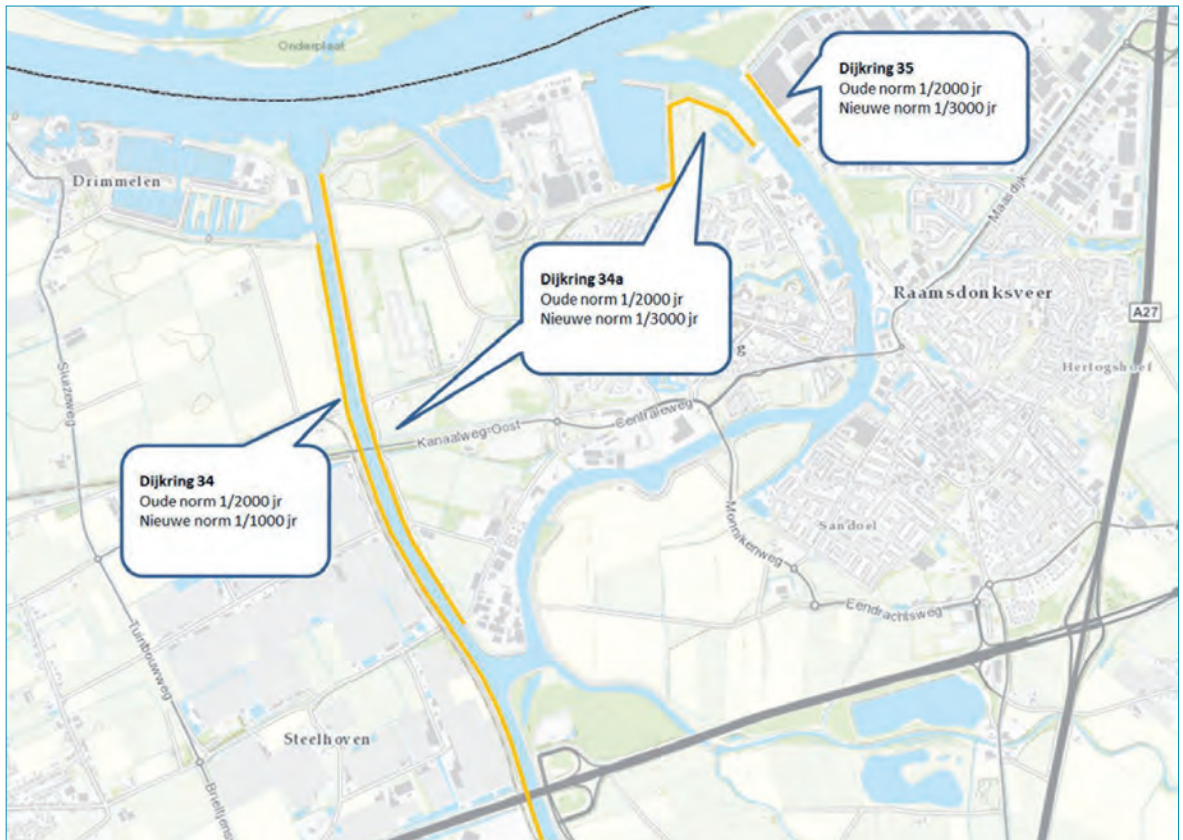 Onderplaat
Dijkring 35
Oude norm 1/2000 jr
Nieuwe norm 1/3000 jr
Drimmelen
Maasdijk
Dijkring 34a
Oude norm 1/2000 jr
Nieuwe norm 1/3000 jr
Raamsdonksveer
A27
g
Hertogshoef
Sluizeweg
Kanaalweg-Oost
Centraleweg
Dijkring 34
Oude norm 1/2000 jr
Nieuwe norm 1/1000 jr
Monnikenweg
Sandoel
Eendrachtsweg
Tuinbouwweg
Steelhoven